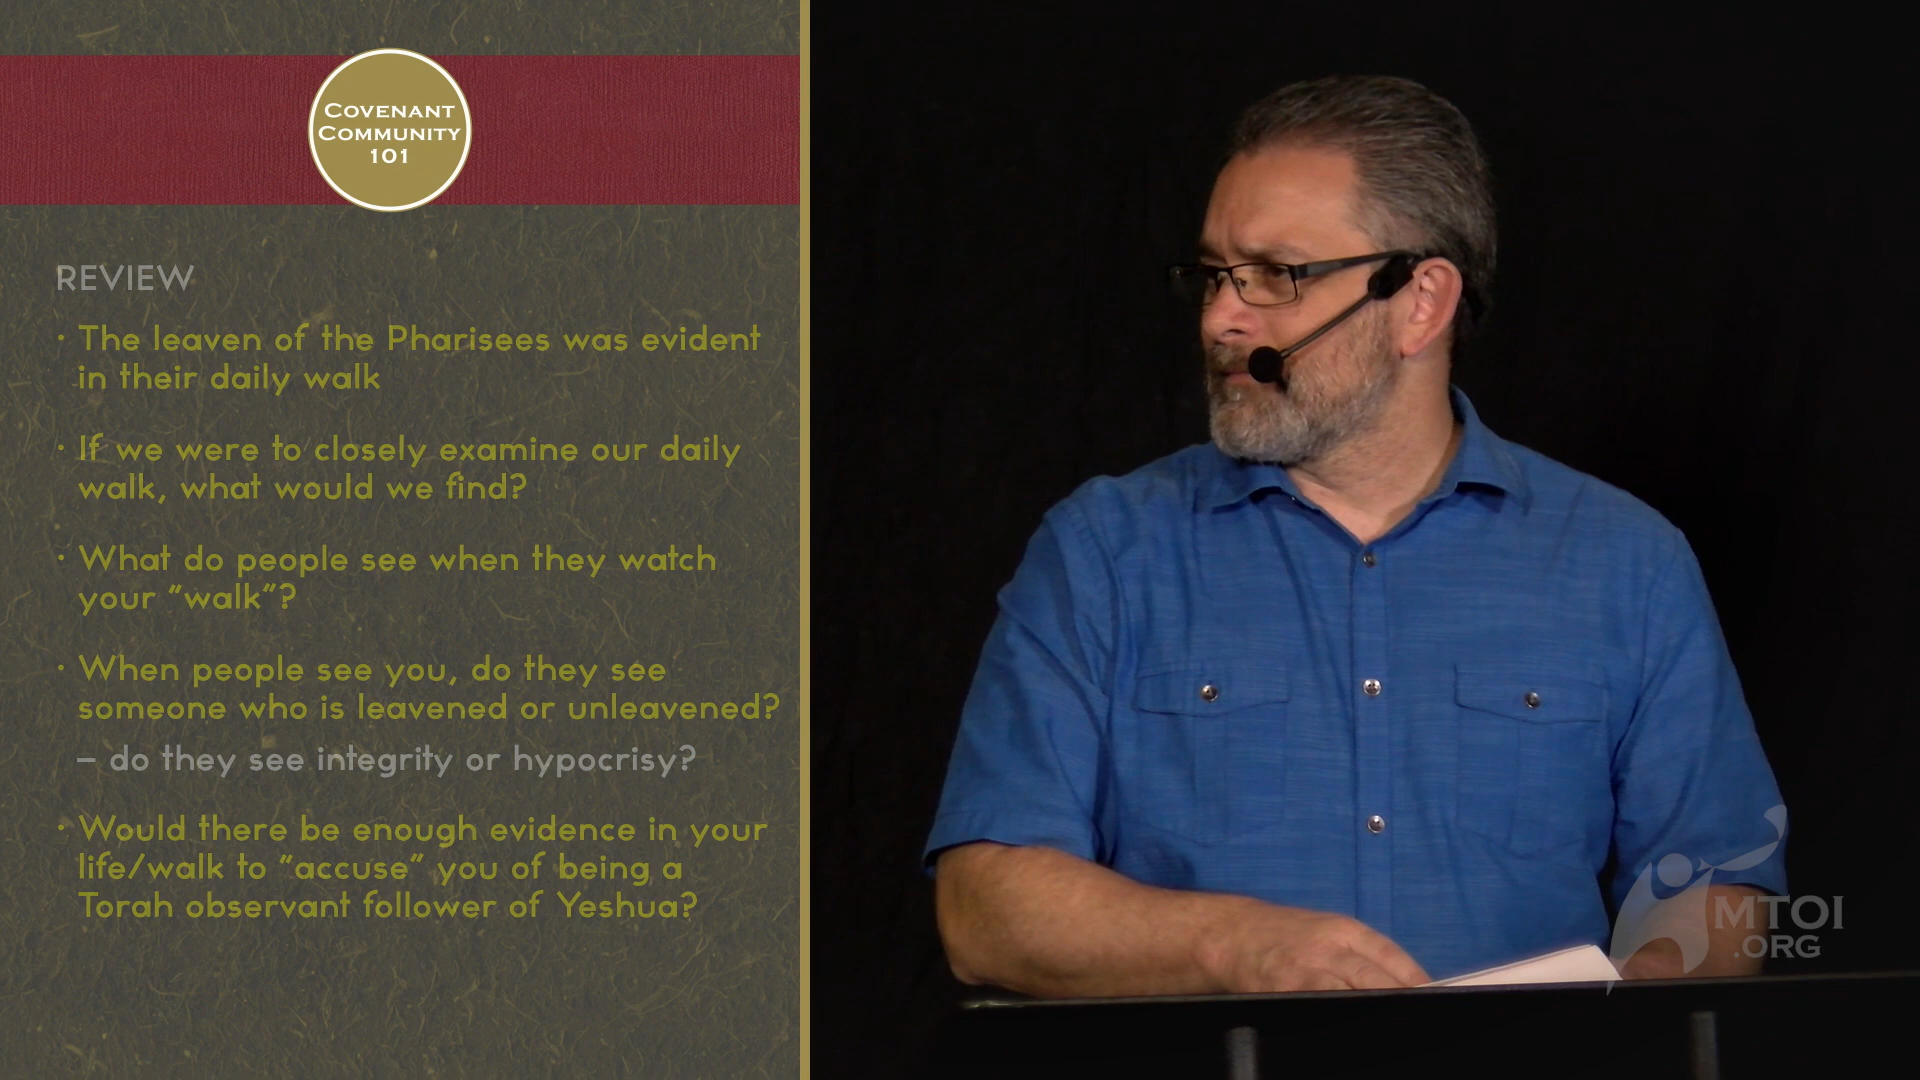 COVENANT
COMMUNITY
101
REVIEW
· The leaven of the Pharisees was evident
in their daily walk
· If we were to closely examine our daily
walk, what would we find?
· What do people see when they watch
your “walk”?
· When people see you, do they see
someone who is leavened or unleavened?
– do they see integrity or hypocrisy?
· Would there be enough evidence in your
life/walk to “accuse” you of being a
Torah observant follower of Yeshua?
MTOI
.ORG